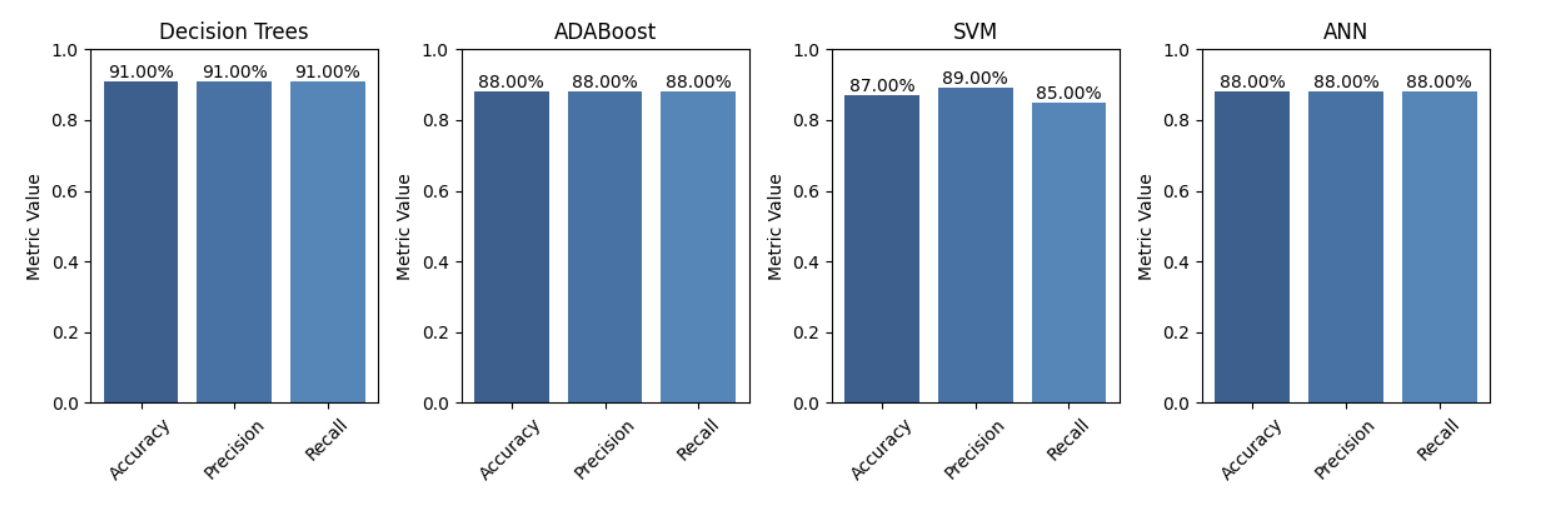 Decision Trees
1.0
0.8
0.6
0.4
0.2
0.0
Metric Value
91.00%
91.00%
91.00%
Accuracy
Precision
Recall
ADABoost
1.0
0.8
0.6
0.4
0.2
0.0
Metric Value
88.00%
88.00%
88.00%
Accuracy
Precision
Recall
SVM
1.0
0.8
0.6
0.4
0.2
0.0
Metric Value
87.00%
89.00%
85.00%
Accuracy
Precision
Recall
ANN
1.0
0.8
0.6
0.4
0.2
0.0
Metric Value
88.00%
88.00%
88.00%
Accuracy
Precision
Recall